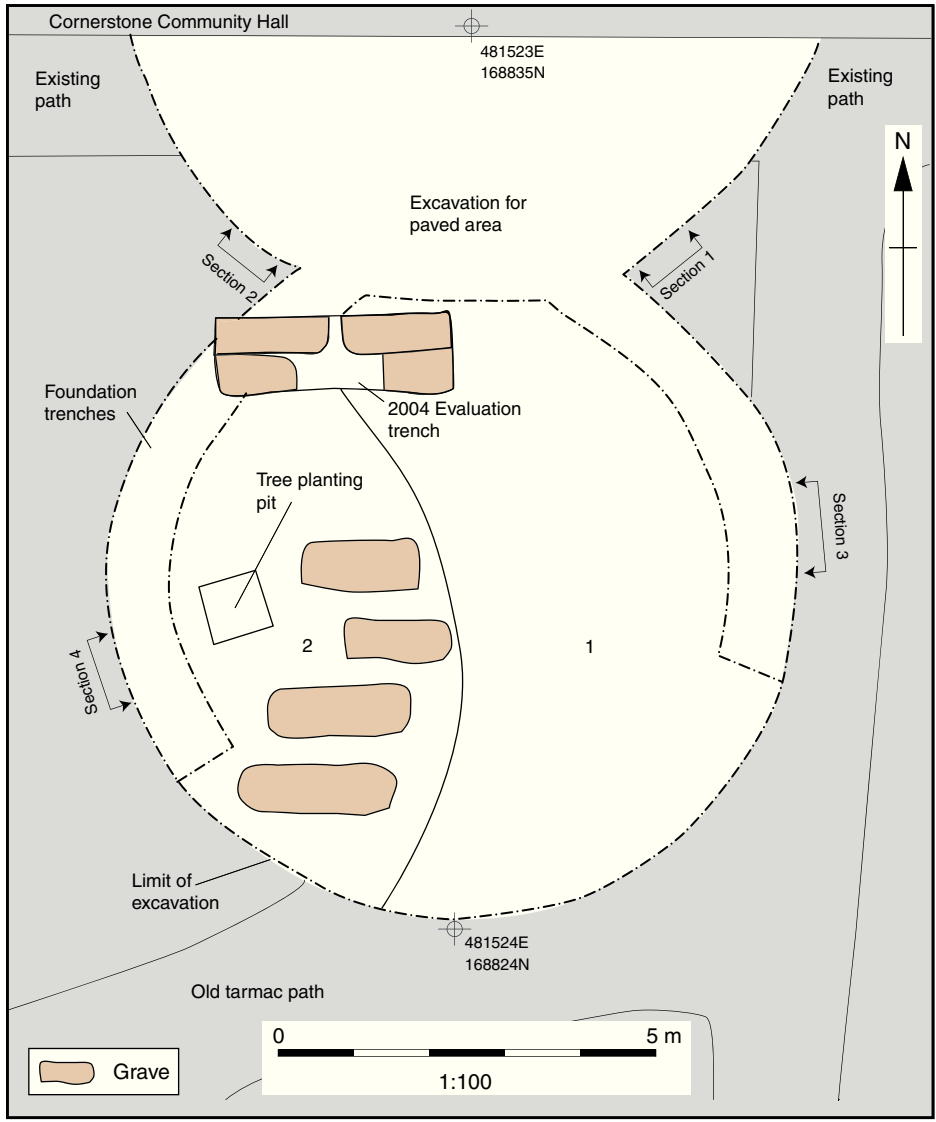 Cornerstone Community Hall
481523E
168835N
Existing
path
Existing
path
N
Excavation for
paved area
Section 2
Section 1
Foundation
trenches
2004 Evaluation
trench
Tree planting
pit
Section 3
2
1
Section 4
Limit of
excavation
481524E
168824N
Old tarmac path
0
5 m
1:100
Grave